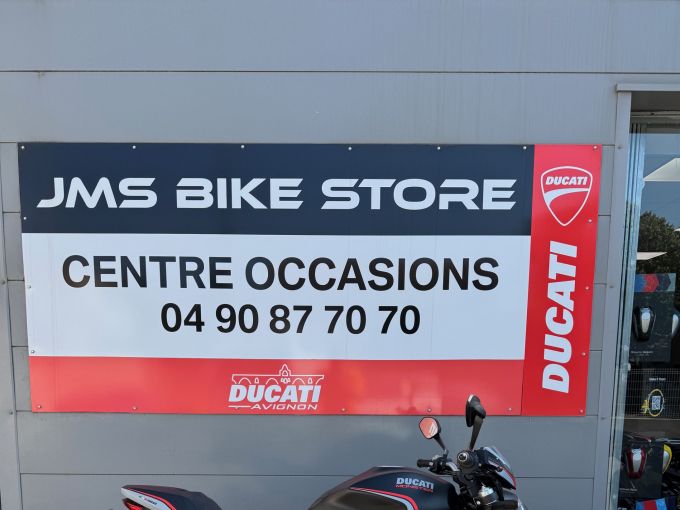 JMS BIKE STORE
CENTRE OCCASIONS
04 90 87 70 70
DUCATI
AVIGNON
DUCATI
DUCATI
DUCATI